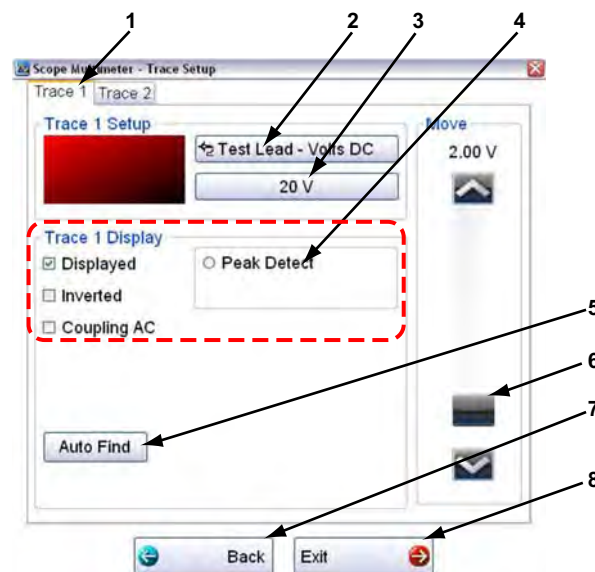 1 2 3 4
Scope Multimeter - Trace Setup
Trace 1 Trace 2
Trace 1 Setup
Test Lead - Volts DC
20 V
Move
2.00 V
Trace 1 Display
Displayed
Peak Detect
Inverted
Coupling AC
5
6
7
Auto Find
8
Back
Exit